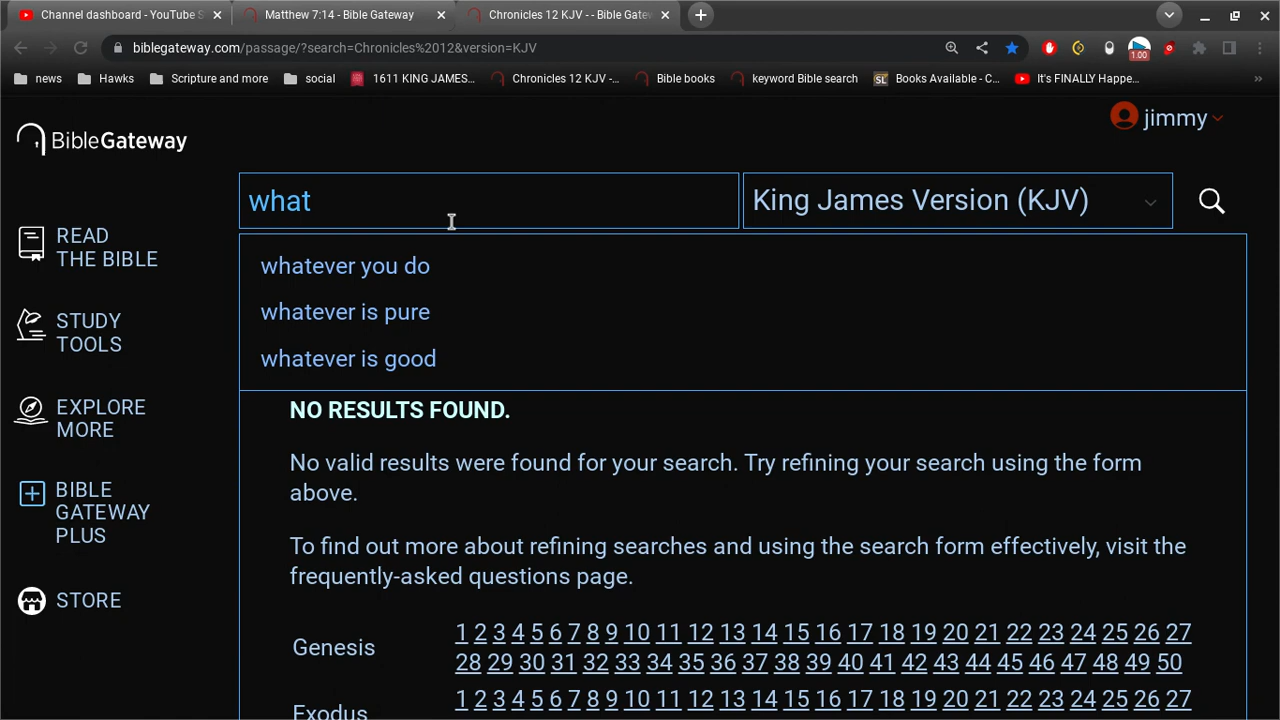 Channel dashboard - YouTube S
Matthew 7:14 - Bible Gateway
Chronicles 12 KJV - - Bible Gatew
biblegateway.com/passage/?search=Chronicles%2012&version=KJV
1.00
news
Hawks
Scripture and more
social
1611 KING JAMES...
Chronicles 12 KJV -...
Bible books
keyword Bible search
SL
Books Available - C...
It's FINALLY Happe...
»
BibleGateway
jimmy
what
King James Version (KJV)
READ
THE BIBLE
whatever you do
whatever is pure
whatever is good
STUDY
TOOLS
EXPLORE
MORE
NO RESULTS FOUND.
No valid results were found for your search. Try refining your search using the form
above.
BIBLE
GATEWAY
PLUS
To find out more about refining searches and using the search form effectively, visit the
frequently-asked questions page.
STORE
Genesis
1 2 3 4 5 6 7 8 9 10 11 12 13 14 15 16 17 18 19 20 21 22 23 24 25 26 27
28 29 30 31 32 33 34 35 36 37 38 39 40 41 42 43 44 45 46 47 48 49 50
Exodus
1 2 3 4 5 6 7 8 9 10 11 12 13 14 15 16 17 18 19 20 21 22 23 24 25 26 27